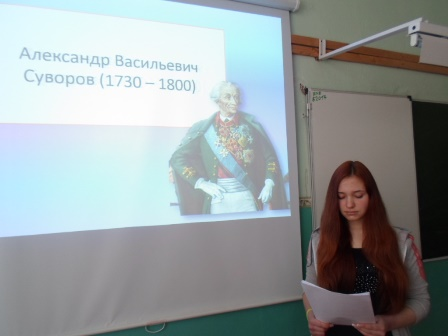 Александр Васильевич
Суворов (1730 – 1800)